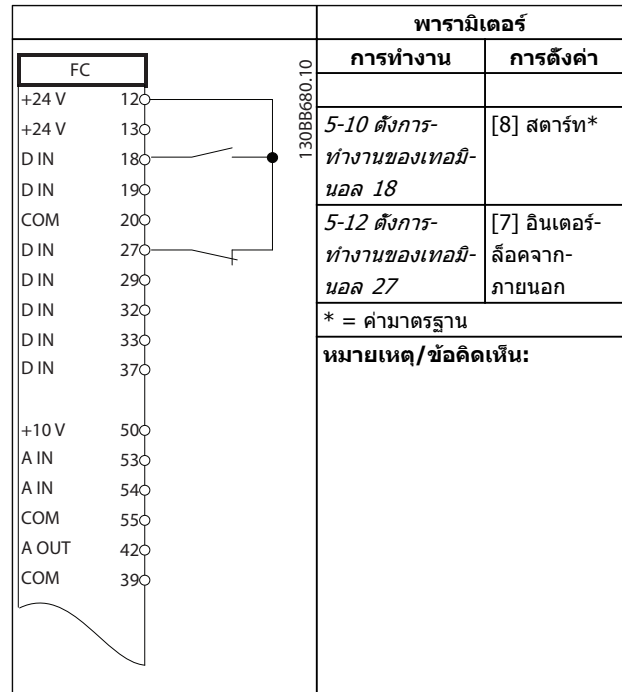 พารามิเตอร์
การทำงาน การตั้งค่า
5-10 ตั้งการ-
ทำงานของเทอมิ-
นอล 18
[8] สตาร์ท*
5-12 ตั้งการ-
ทำงานของเทอมิ-
นอล 27
[7] อินเตอร์-
ล็อคจาก-
ภายนอก
* = ค่ามาตรฐาน
หมายเหตุ/ข้อคิดเห็น:
FC
+24 V 12
+24 V 13
D IN 18
D IN 19
COM 20
D IN 27
D IN 29
D IN 32
D IN 33
D IN 37
+10 V 50
A IN 53
A IN 54
COM 55
A OUT 42
COM 39
130BB680.10